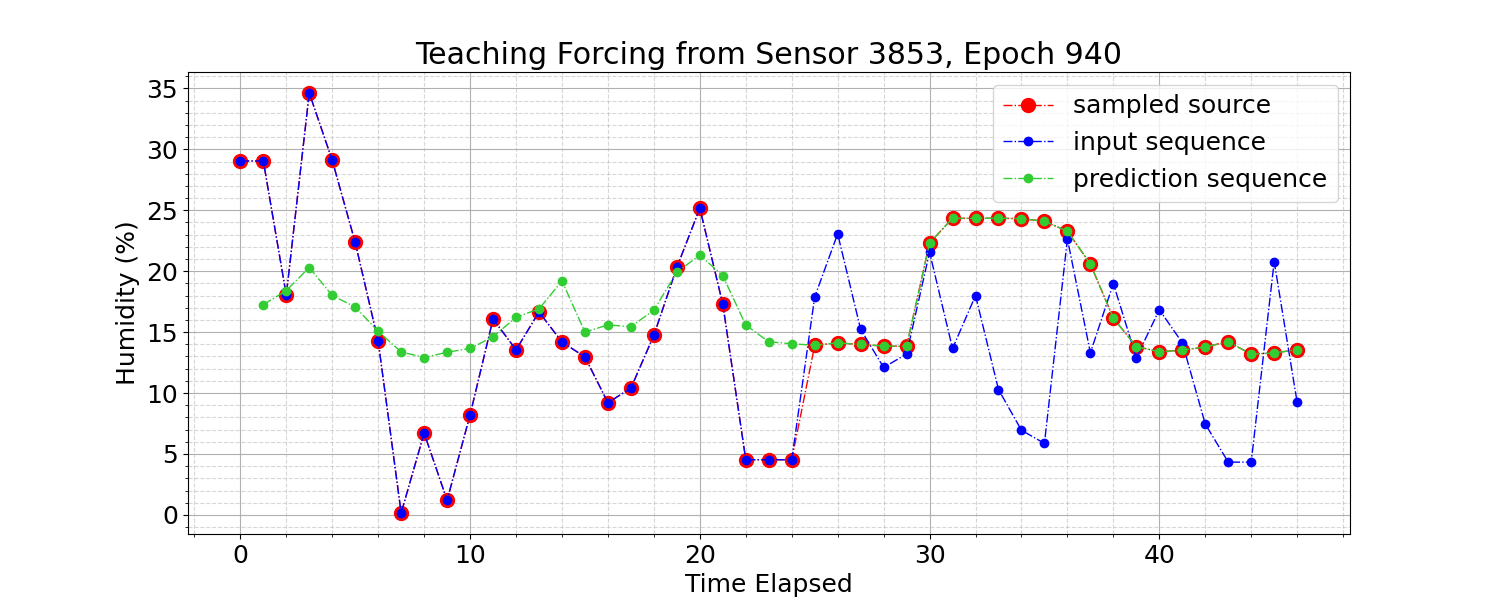 Teaching Forcing from Sensor 3853, Epoch 940
35
30
25
20
15
10
5
0
Humidity (%)
sampled source
input sequence
prediction sequence
0 10 20 30 40
Time Elapsed